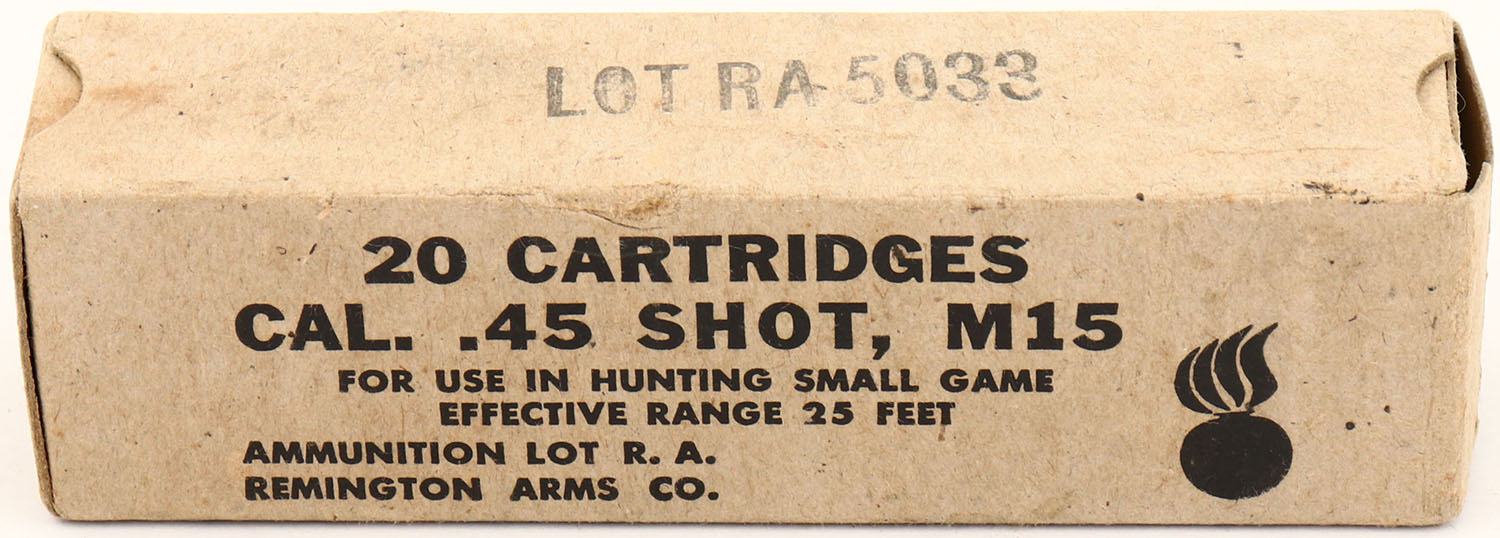 LOT RA-5033
20 CARTRIDGES
CAL. .45 SHOT, M15
FOR USE IN HUNTING SMALL GAME
EFFECTIVE RANGE 25 FEET
AMMUNITION LOT R. A.
REMINGTON ARMS CO.